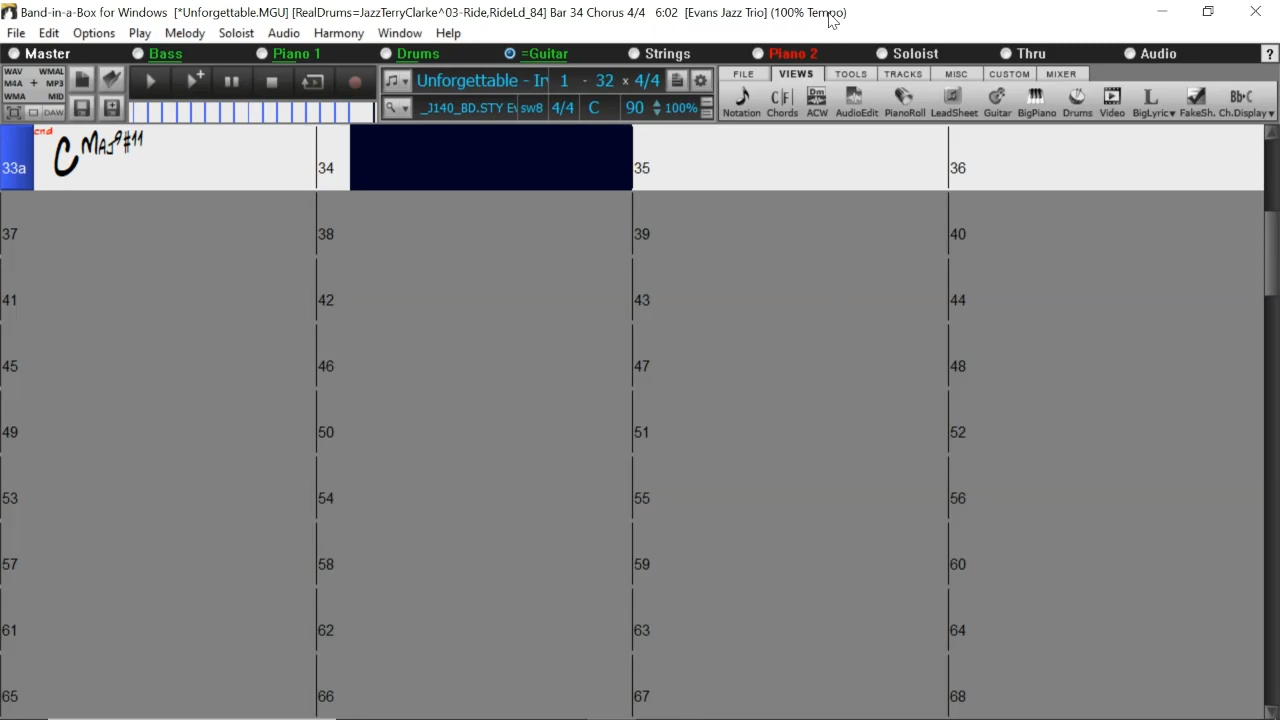 Band-in-a-Box for Windows [*Unforgettable.MGU] [RealDrums=JazzTerryClarke^03-Ride,RideLd_84] Bar 34 Chorus 4/4 6:02 [Evans Jazz Trio] (100% Tempo)
File Edit Options Play Melody Soloist Audio Harmony Window Help
Master Bass Piano 1 Drums =Guitar Strings Piano 2 Soloist Thru Audio ?
WAV WMAL
M4A + MP3
WMA MID
DAW
Unforgettable - In 1 - 32 x 4/4
_J140_BD.STY Ev sw8 4/4 C 90 100%
FILE VIEWS TOOLS TRACKS MISC CUSTOM MIXER
Dm Bb›C
Notation Chords ACW AudioEdit PianoRoll LeadSheet Guitar BigPiano Drums Video BigLyric FakeSh. Ch.Display
end
33a CMAJ9#11 34 35 36
37 38 39 40
41 42 43 44
45 46 47 48
49 50 51 52
53 54 55 56
57 58 59 60
61 62 63 64
65 66 67 68